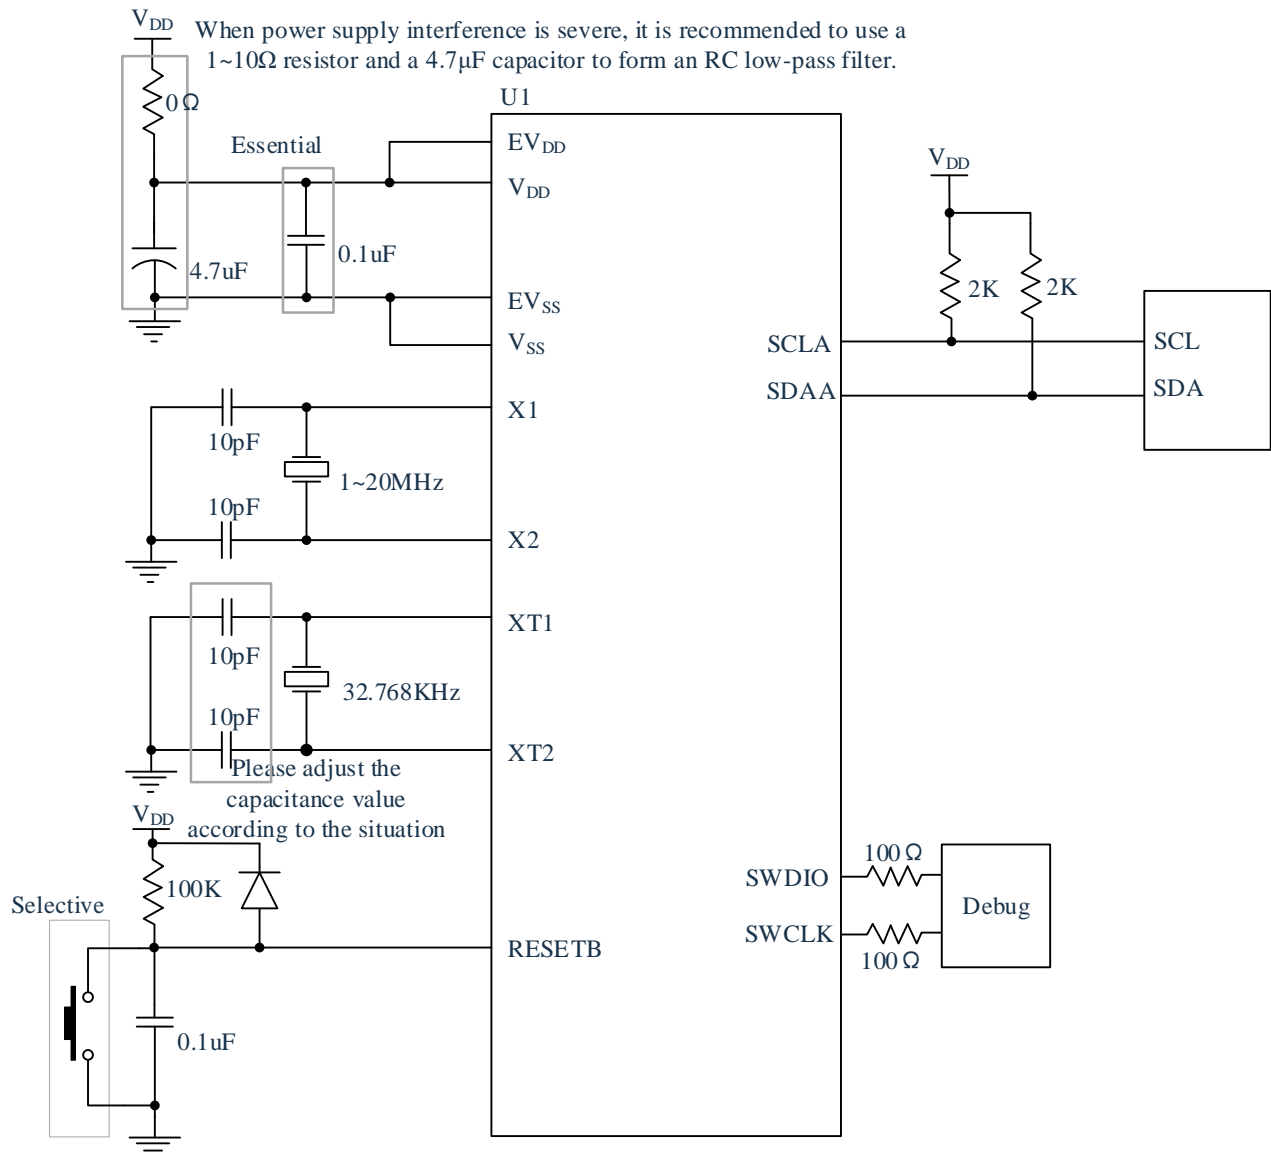 VDD
When power supply interference is severe, it is recommended to use a
1~10Ω resistor and a 4.7μF capacitor to form an RC low-pass filter.
U1
0Ω
Essential
EVDD
VDD
VDD
0.1uF
4.7uF
2K
2K
EVSS
VSS
SCLA
SCL
SDAA
SDA
X1
10pF
1~20MHz
10pF
X2
XT1
10pF
32.768KHz
10pF
XT2
Please adjust the
capacitance value
according to the situation
VDD
100K
100Ω
SWDIO
Debug
Selective
SWCLK
100Ω
RESETB
0.1uF